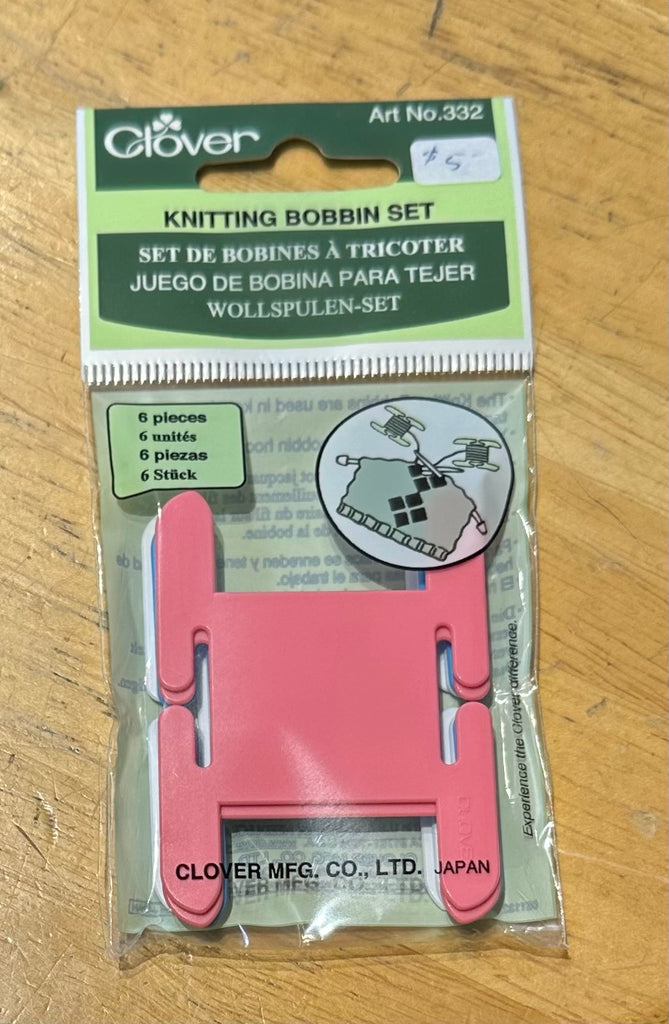 Clover
Art No.332
$5
KNITTING BOBBIN SET
SET DE BOBINES À TRICOTER
JUEGO DE BOBINA PARA TEJER
WOLLSPULEN-SET
6 pieces
6 unités
6 piezas
6 Stück
Experience the Clover difference.
CLOVER MFG. CO., LTD. JAPAN